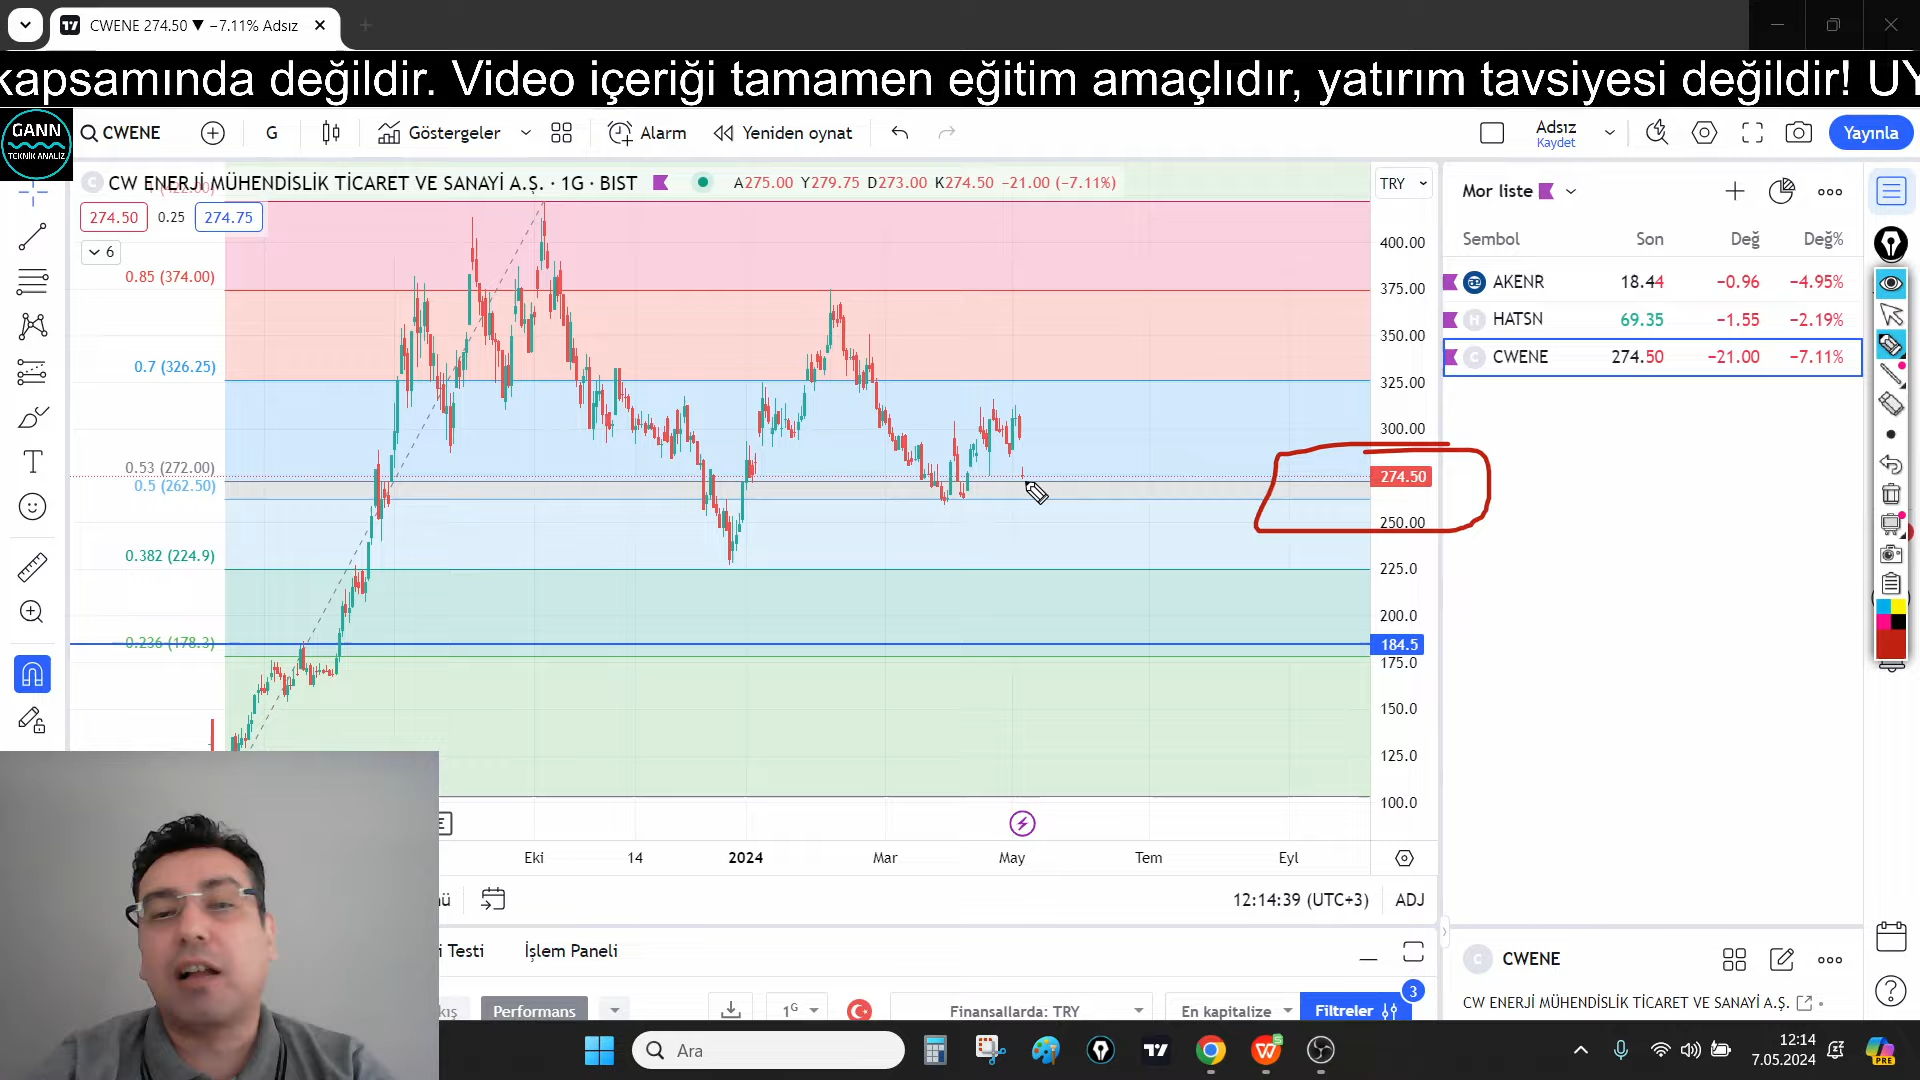 CWENE 274.50 ▼ −7.11% Adsız
kapsamında değildir. Video içeriği tamamen eğitim amaçlıdır, yatırım tavsiyesi değildir! UY
GANN
TEKNİK ANALİZ
CWENE
G
Göstergeler
Alarm
Yeniden oynat
Adsız
Kaydet
Yayınla
CW ENERJİ MÜHENDİSLİK TİCARET VE SANAYİ A.Ş. · 1G · BIST
A275.00 Y279.75 D273.00 K274.50 −21.00 (−7.11%)
TRY
274.50 0.25 274.75
6
0.85 (374.00)
0.7 (326.25)
0.53 (272.00)
0.5 (262.50)
0.382 (224.9)
0.236 (178.3)
400.00
375.00
350.00
325.00
300.00
274.50
250.00
225.0
200.0
184.5
175.0
150.0
125.0
100.0
Eki 14 2024 Mar May Tem Eyl
12:14:39 (UTC+3) ADJ
Mor liste
Sembol Son Değ Değ%
AKENR 18.44 −0.96 −4.95%
HATSN 69.35 −1.55 −2.19%
CWENE 274.50 −21.00 −7.11%
i Testi
İşlem Paneli
Performans
1G
Finansallarda: TRY
En kapitalize
Filtreler
3
CWENE
CW ENERJİ MÜHENDİSLİK TİCARET VE SANAYİ A.Ş.
Ara
12:14
7.05.2024
PRE